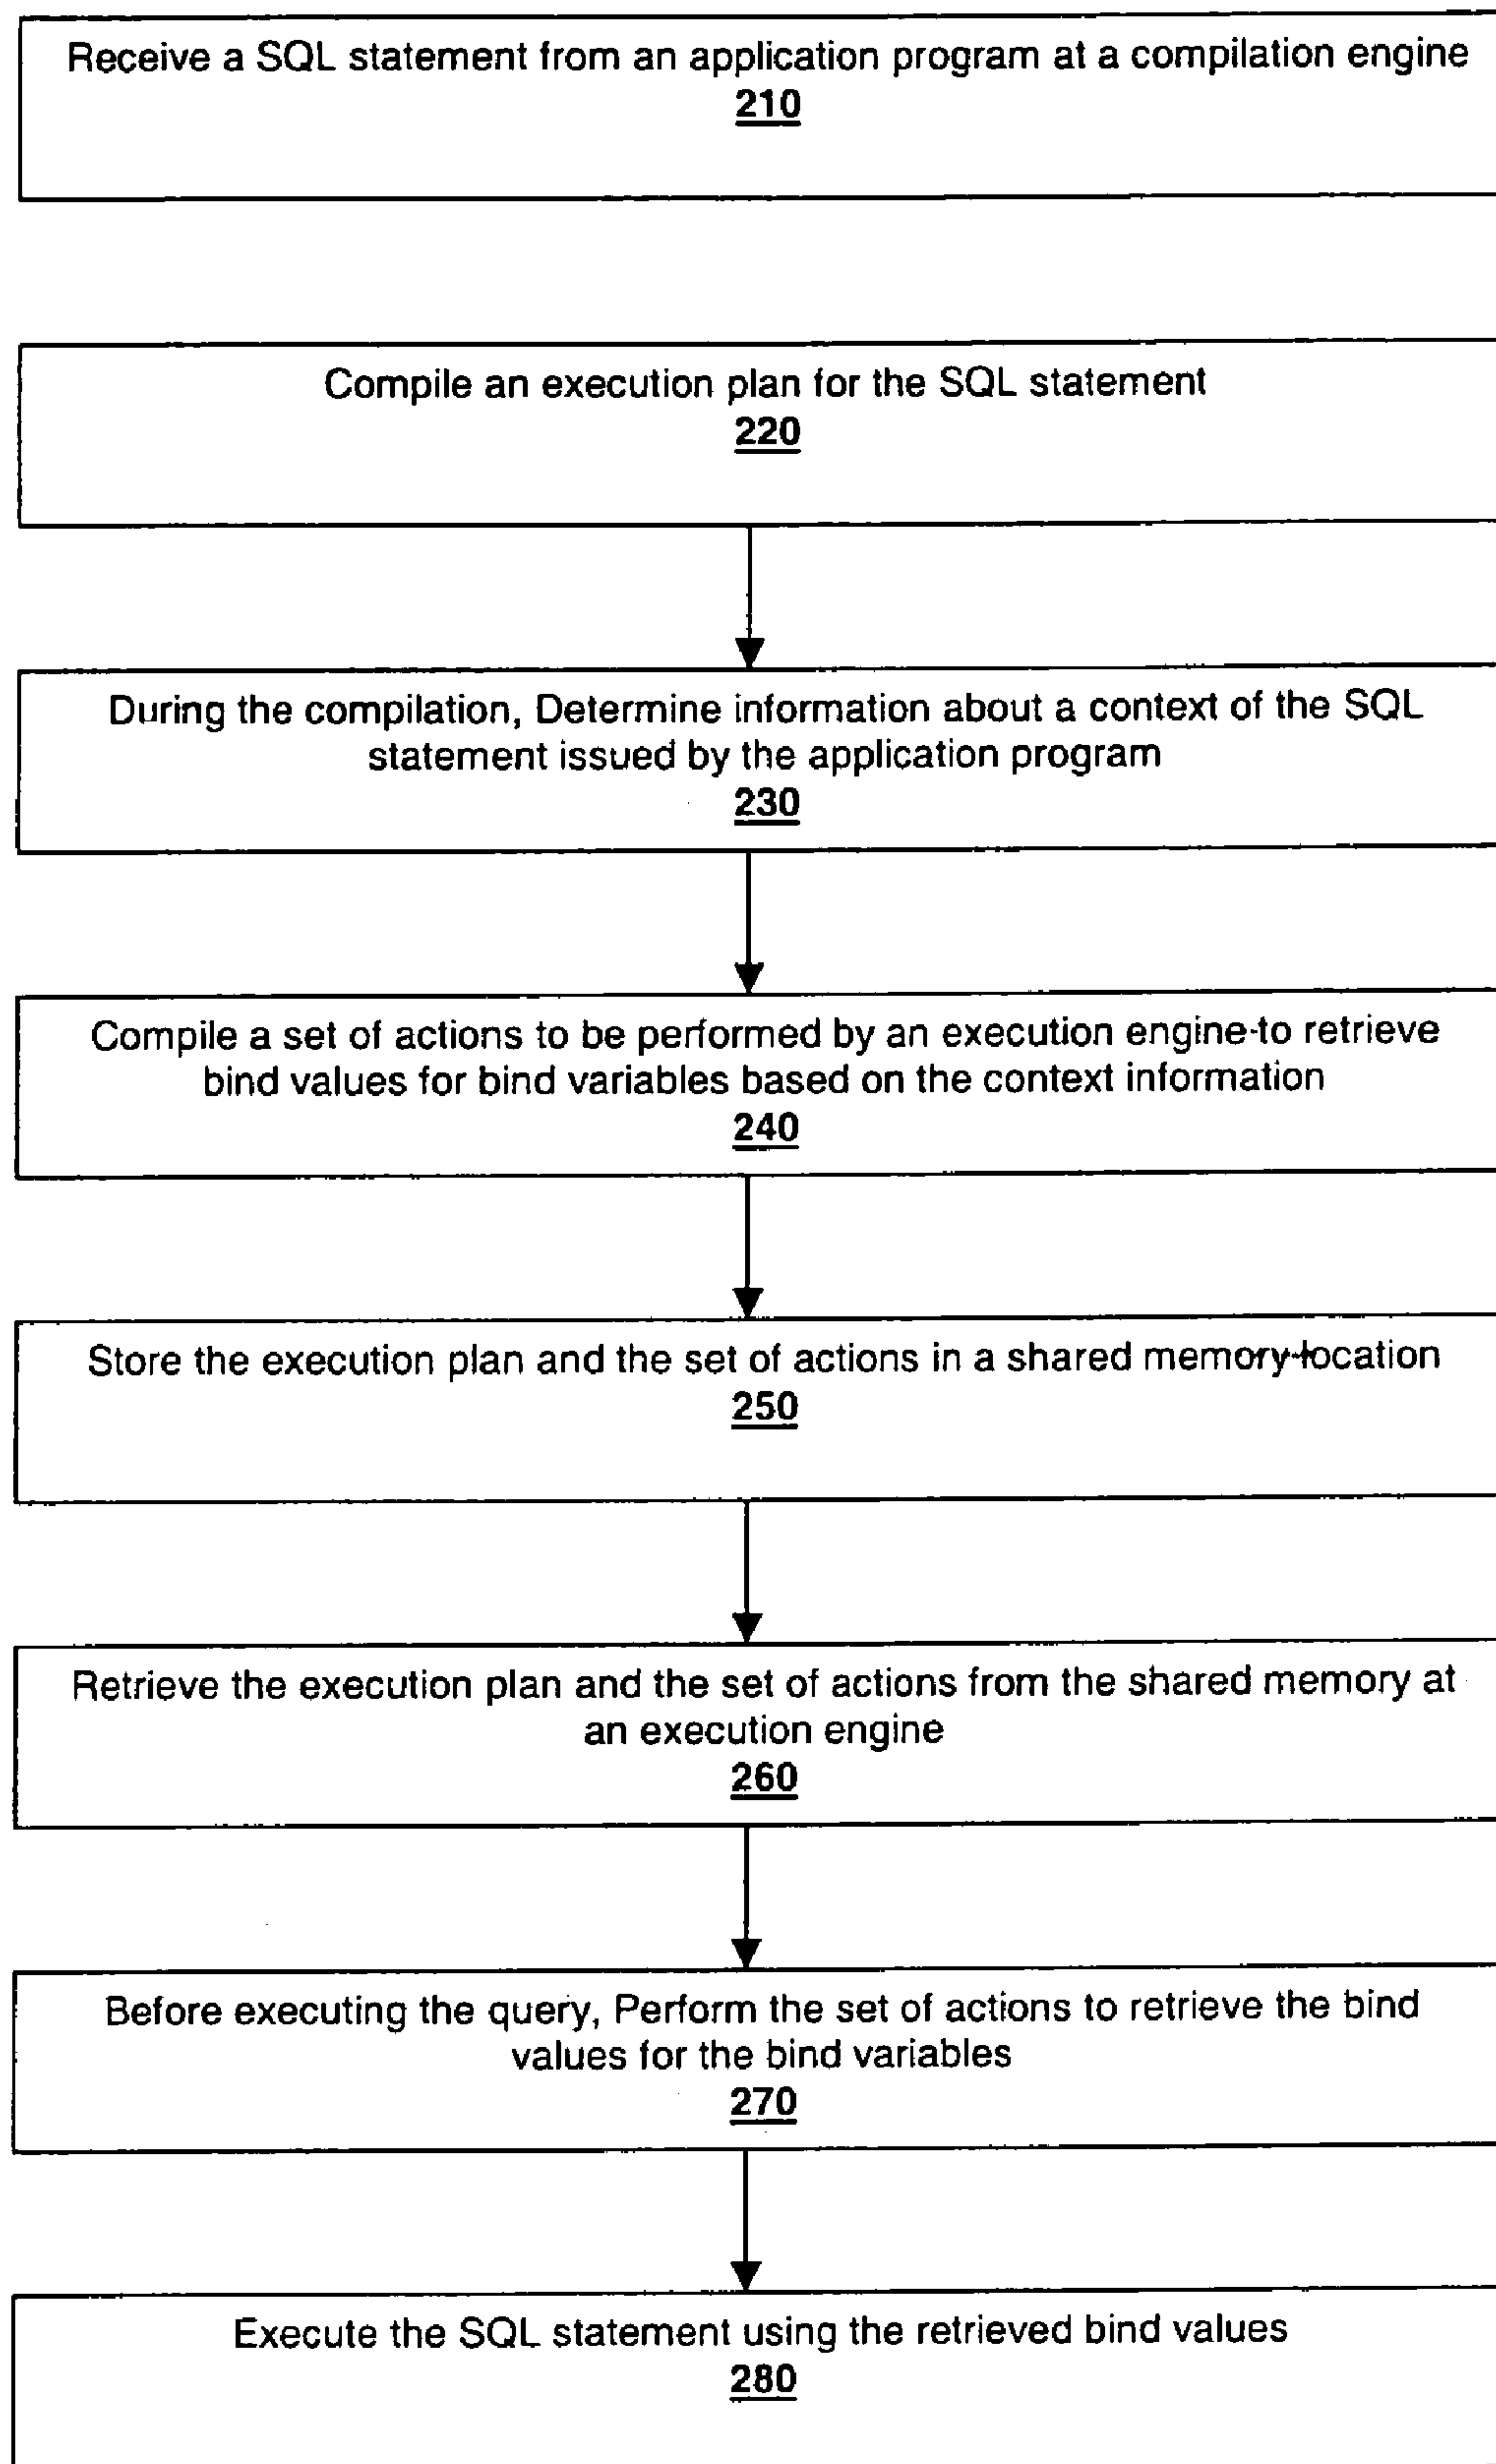 Receive a SQL statement from an application program at a compilation engine
210
Compile an execution plan for the SQL statement
220
During the compilation, Determine information about a context of the SQL
statement issued by the application program
230
Compile a set of actions to be performed by an execution engine-to retrieve
bind values for bind variables based on the context information
240
Store the execution plan and the set of actions in a shared memory-location
250
Retrieve the execution plan and the set of actions from the shared memory at
an execution engine
260
Before executing the query, Perform the set of actions to retrieve the bind
values for the bind variables
270
Execute the SQL statement using the retrieved bind values
280